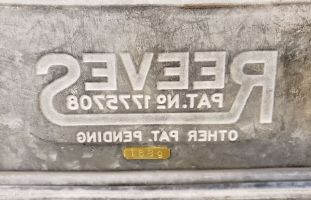 REEVES
PAT. No 1775708
OTHER PAT. PENDING